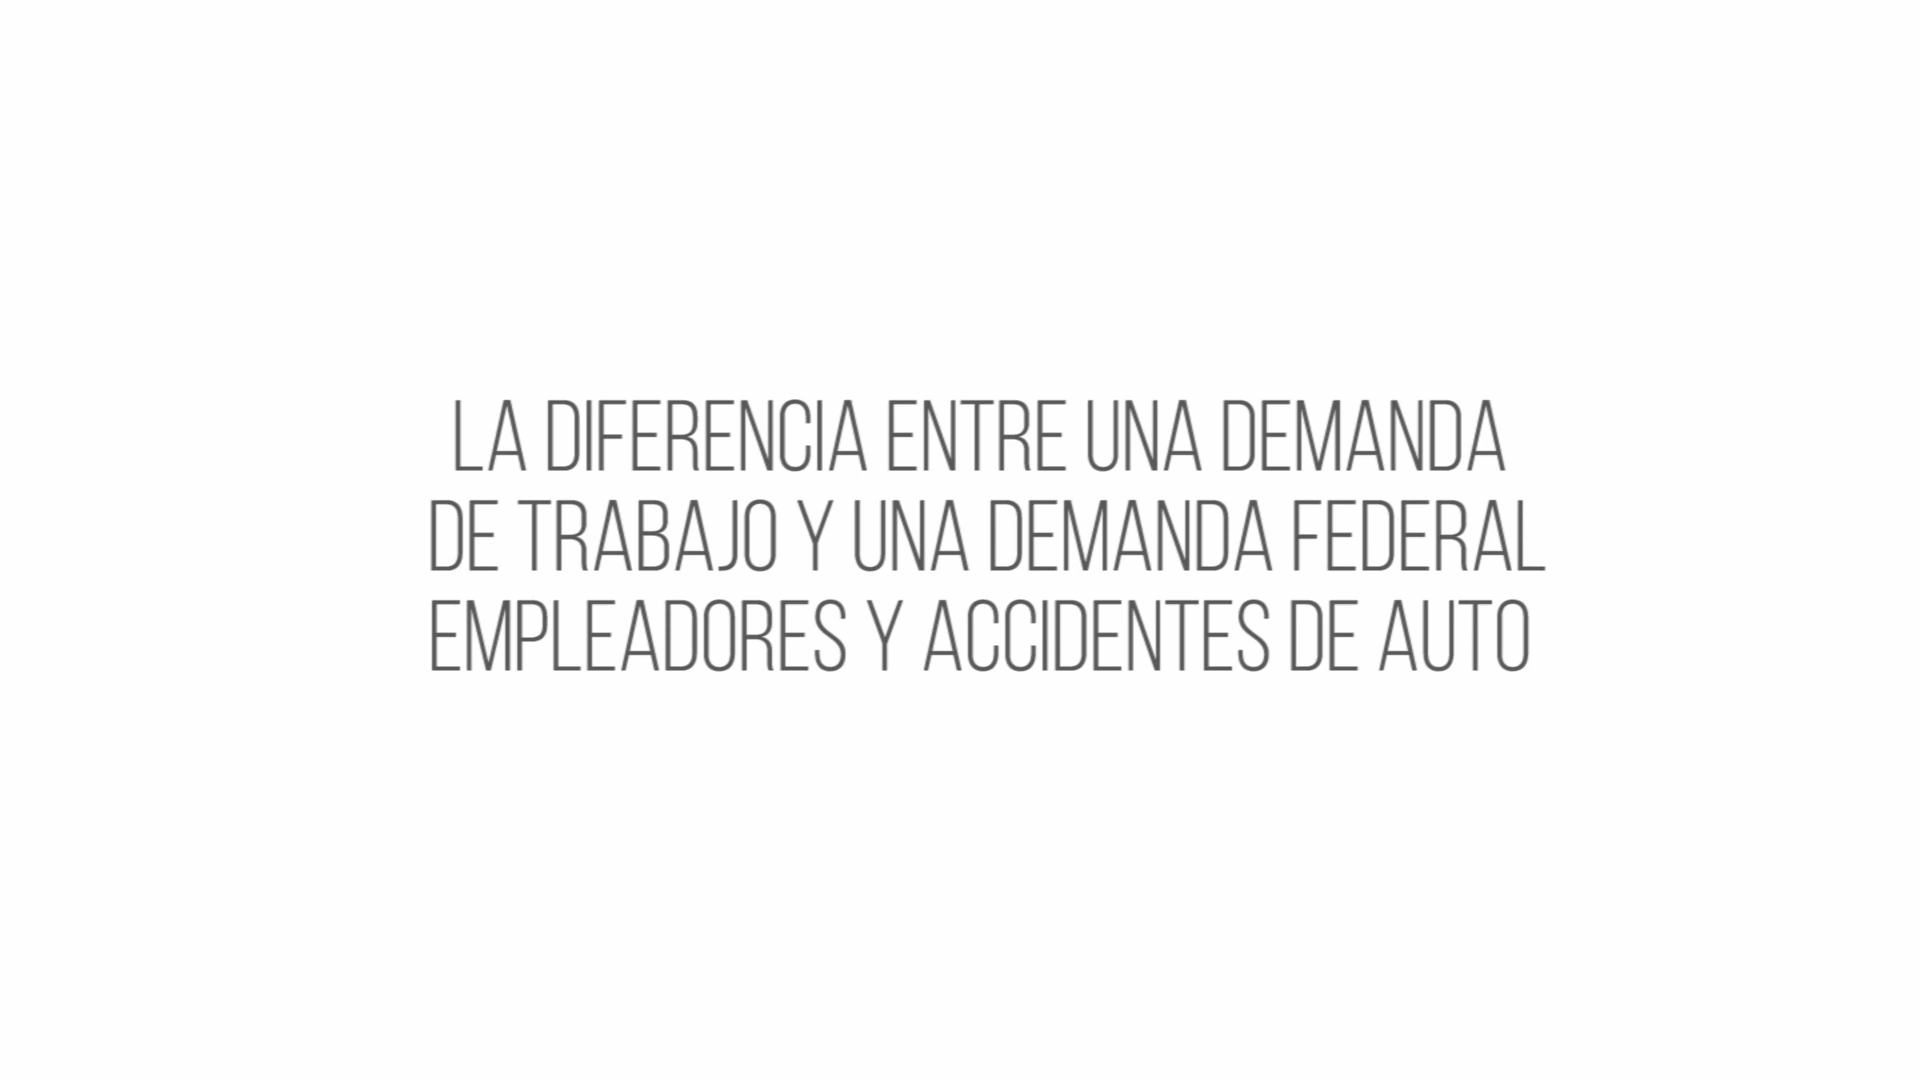 LA DIFERENCIA ENTRE UNA DEMANDA
DE TRABAJO Y UNA DEMANDA FEDERAL
EMPLEADORES Y ACCIDENTES DE AUTO